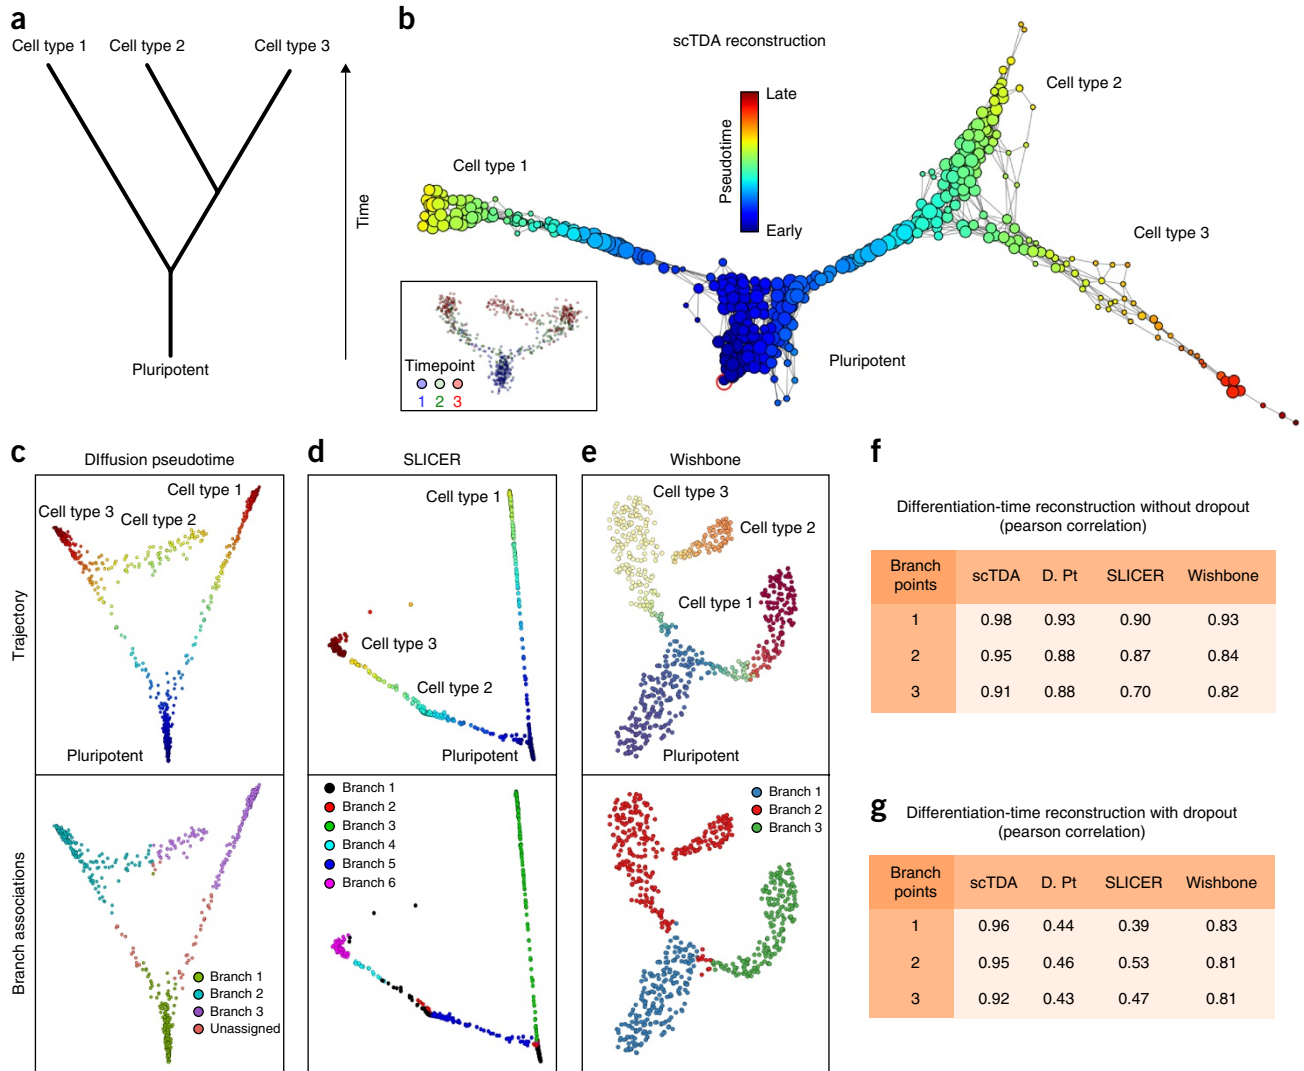 a
Cell type 1
Cell type 2
Cell type 3
Time
Pluripotent
b
scTDA reconstruction
Late
Pseudotime
Early
Cell type 1
Cell type 2
Cell type 3
Pluripotent
Timepoint
1 2 3
c
DIffusion pseudotime
Trajectory
Cell type 1
Cell type 3
Cell type 2
Pluripotent
Branch associations
Branch 1
Branch 2
Branch 3
Unassigned
d
SLICER
Cell type 1
Cell type 3
Cell type 2
Pluripotent
Branch 1
Branch 2
Branch 3
Branch 4
Branch 5
Branch 6
e
Wishbone
Cell type 3
Cell type 2
Cell type 1
Pluripotent
Branch 1
Branch 2
Branch 3
f
Differentiation-time reconstruction without dropout
(pearson correlation)
Branch points scTDA D. Pt SLICER Wishbone
1 0.98 0.93 0.90 0.93
2 0.95 0.88 0.87 0.84
3 0.91 0.88 0.70 0.82
g
Differentiation-time reconstruction with dropout
(pearson correlation)
Branch points scTDA D. Pt SLICER Wishbone
1 0.96 0.44 0.39 0.83
2 0.95 0.46 0.53 0.81
3 0.92 0.43 0.47 0.81